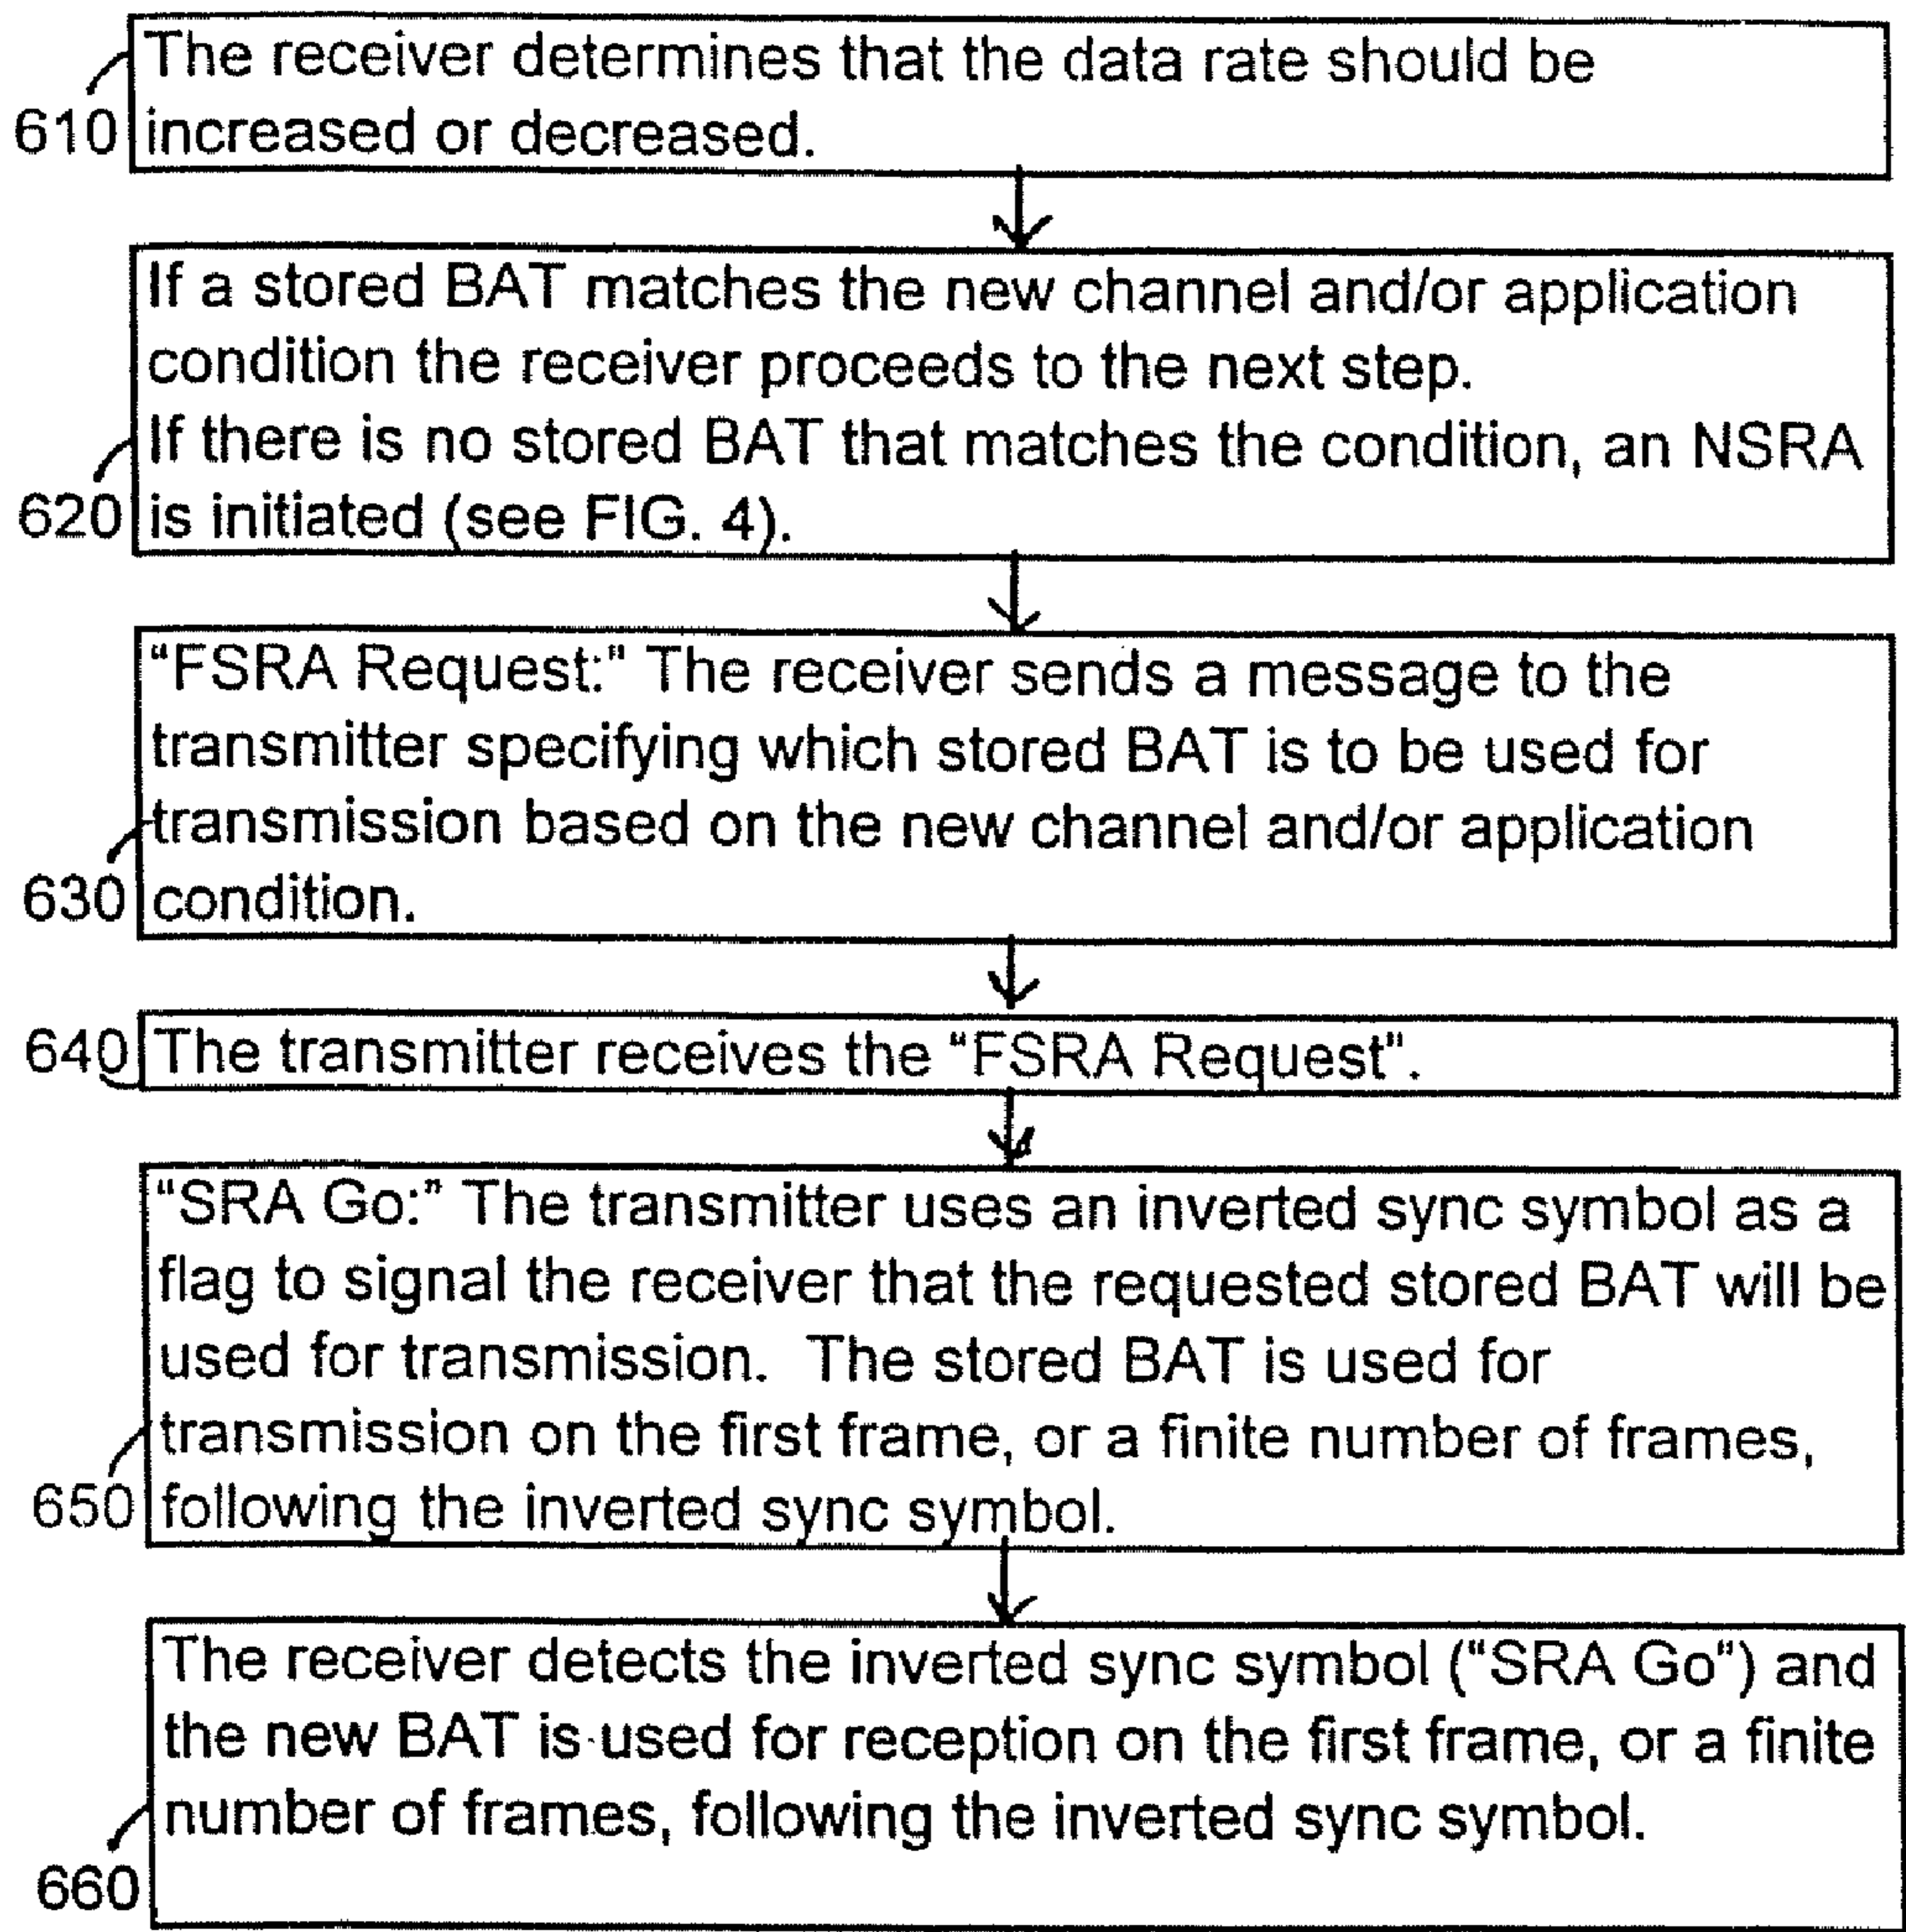 The receiver determines that the data rate should be
610 increased or decreased.
If a stored BAT matches the new channel and/or application
condition the receiver proceeds to the next step.
If there is no stored BAT that matches the condition, an NSRA
620 is initiated (see FIG. 4).
“FSRA Request:” The receiver sends a message to the
transmitter specifying which stored BAT is to be used for
transmission based on the new channel and/or application
630 condition.
640 The transmitter receives the “FSRA Request”.
“SRA Go:” The transmitter uses an inverted sync symbol as a
flag to signal the receiver that the requested stored BAT will be
used for transmission. The stored BAT is used for
transmission on the first frame, or a finite number of frames,
650 following the inverted sync symbol.
The receiver detects the inverted sync symbol (“SRA Go”) and
the new BAT is used for reception on the first frame, or a finite
number of frames, following the inverted sync symbol.
660